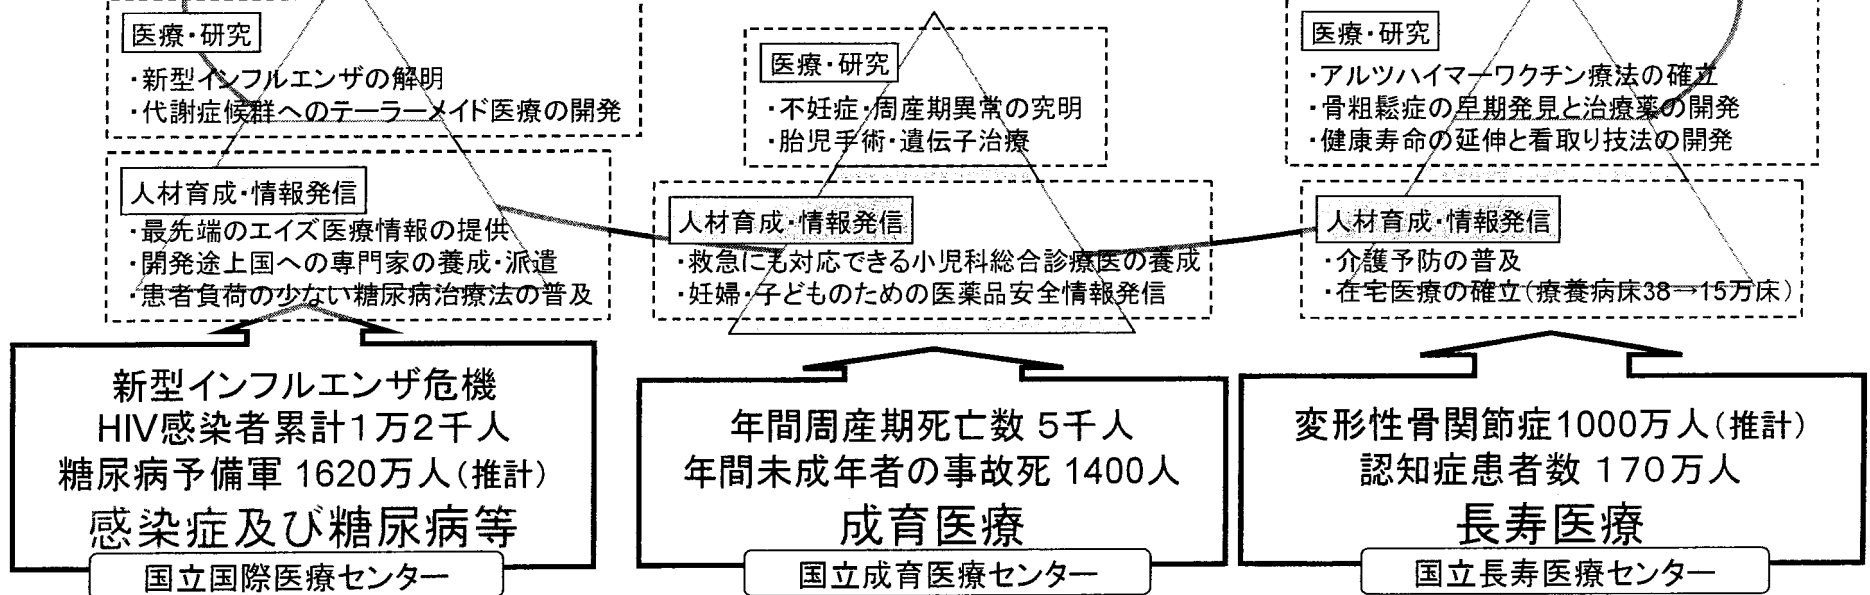 医療・研究
・新型インフルエンザの解明
・代謝症候群へのテーラーメイド医療の開発
人材育成・情報発信
・最先端のエイズ医療情報の提供
・開発途上国への専門家の養成・派遣
・患者負荷の少ない糖尿病治療法の普及
新型インフルエンザ危機
HIV感染者累計1万2千人
糖尿病予備軍 1620万人(推計)
感染症及び糖尿病等
国立国際医療センター
医療・研究
・不妊症・周産期異常の究明
・胎児手術・遺伝子治療
人材育成・情報発信
・救急にも対応できる小児科総合診療医の養成
・妊婦・子どものための医薬品安全情報発信
年間周産期死亡数 5千人
年間未成年者の事故死 1400人
成育医療
国立成育医療センター
医療・研究
・アルツハイマーワクチン療法の確立
・骨粗鬆症の早期発見と治療薬の開発
・健康寿命の延伸と看取り技法の開発
人材育成・情報発信
・介護予防の普及
・在宅医療の確立(療養病床38→15万床)
変形性骨関節症1000万人(推計)
認知症患者数 170万人
長寿医療
国立長寿医療センター